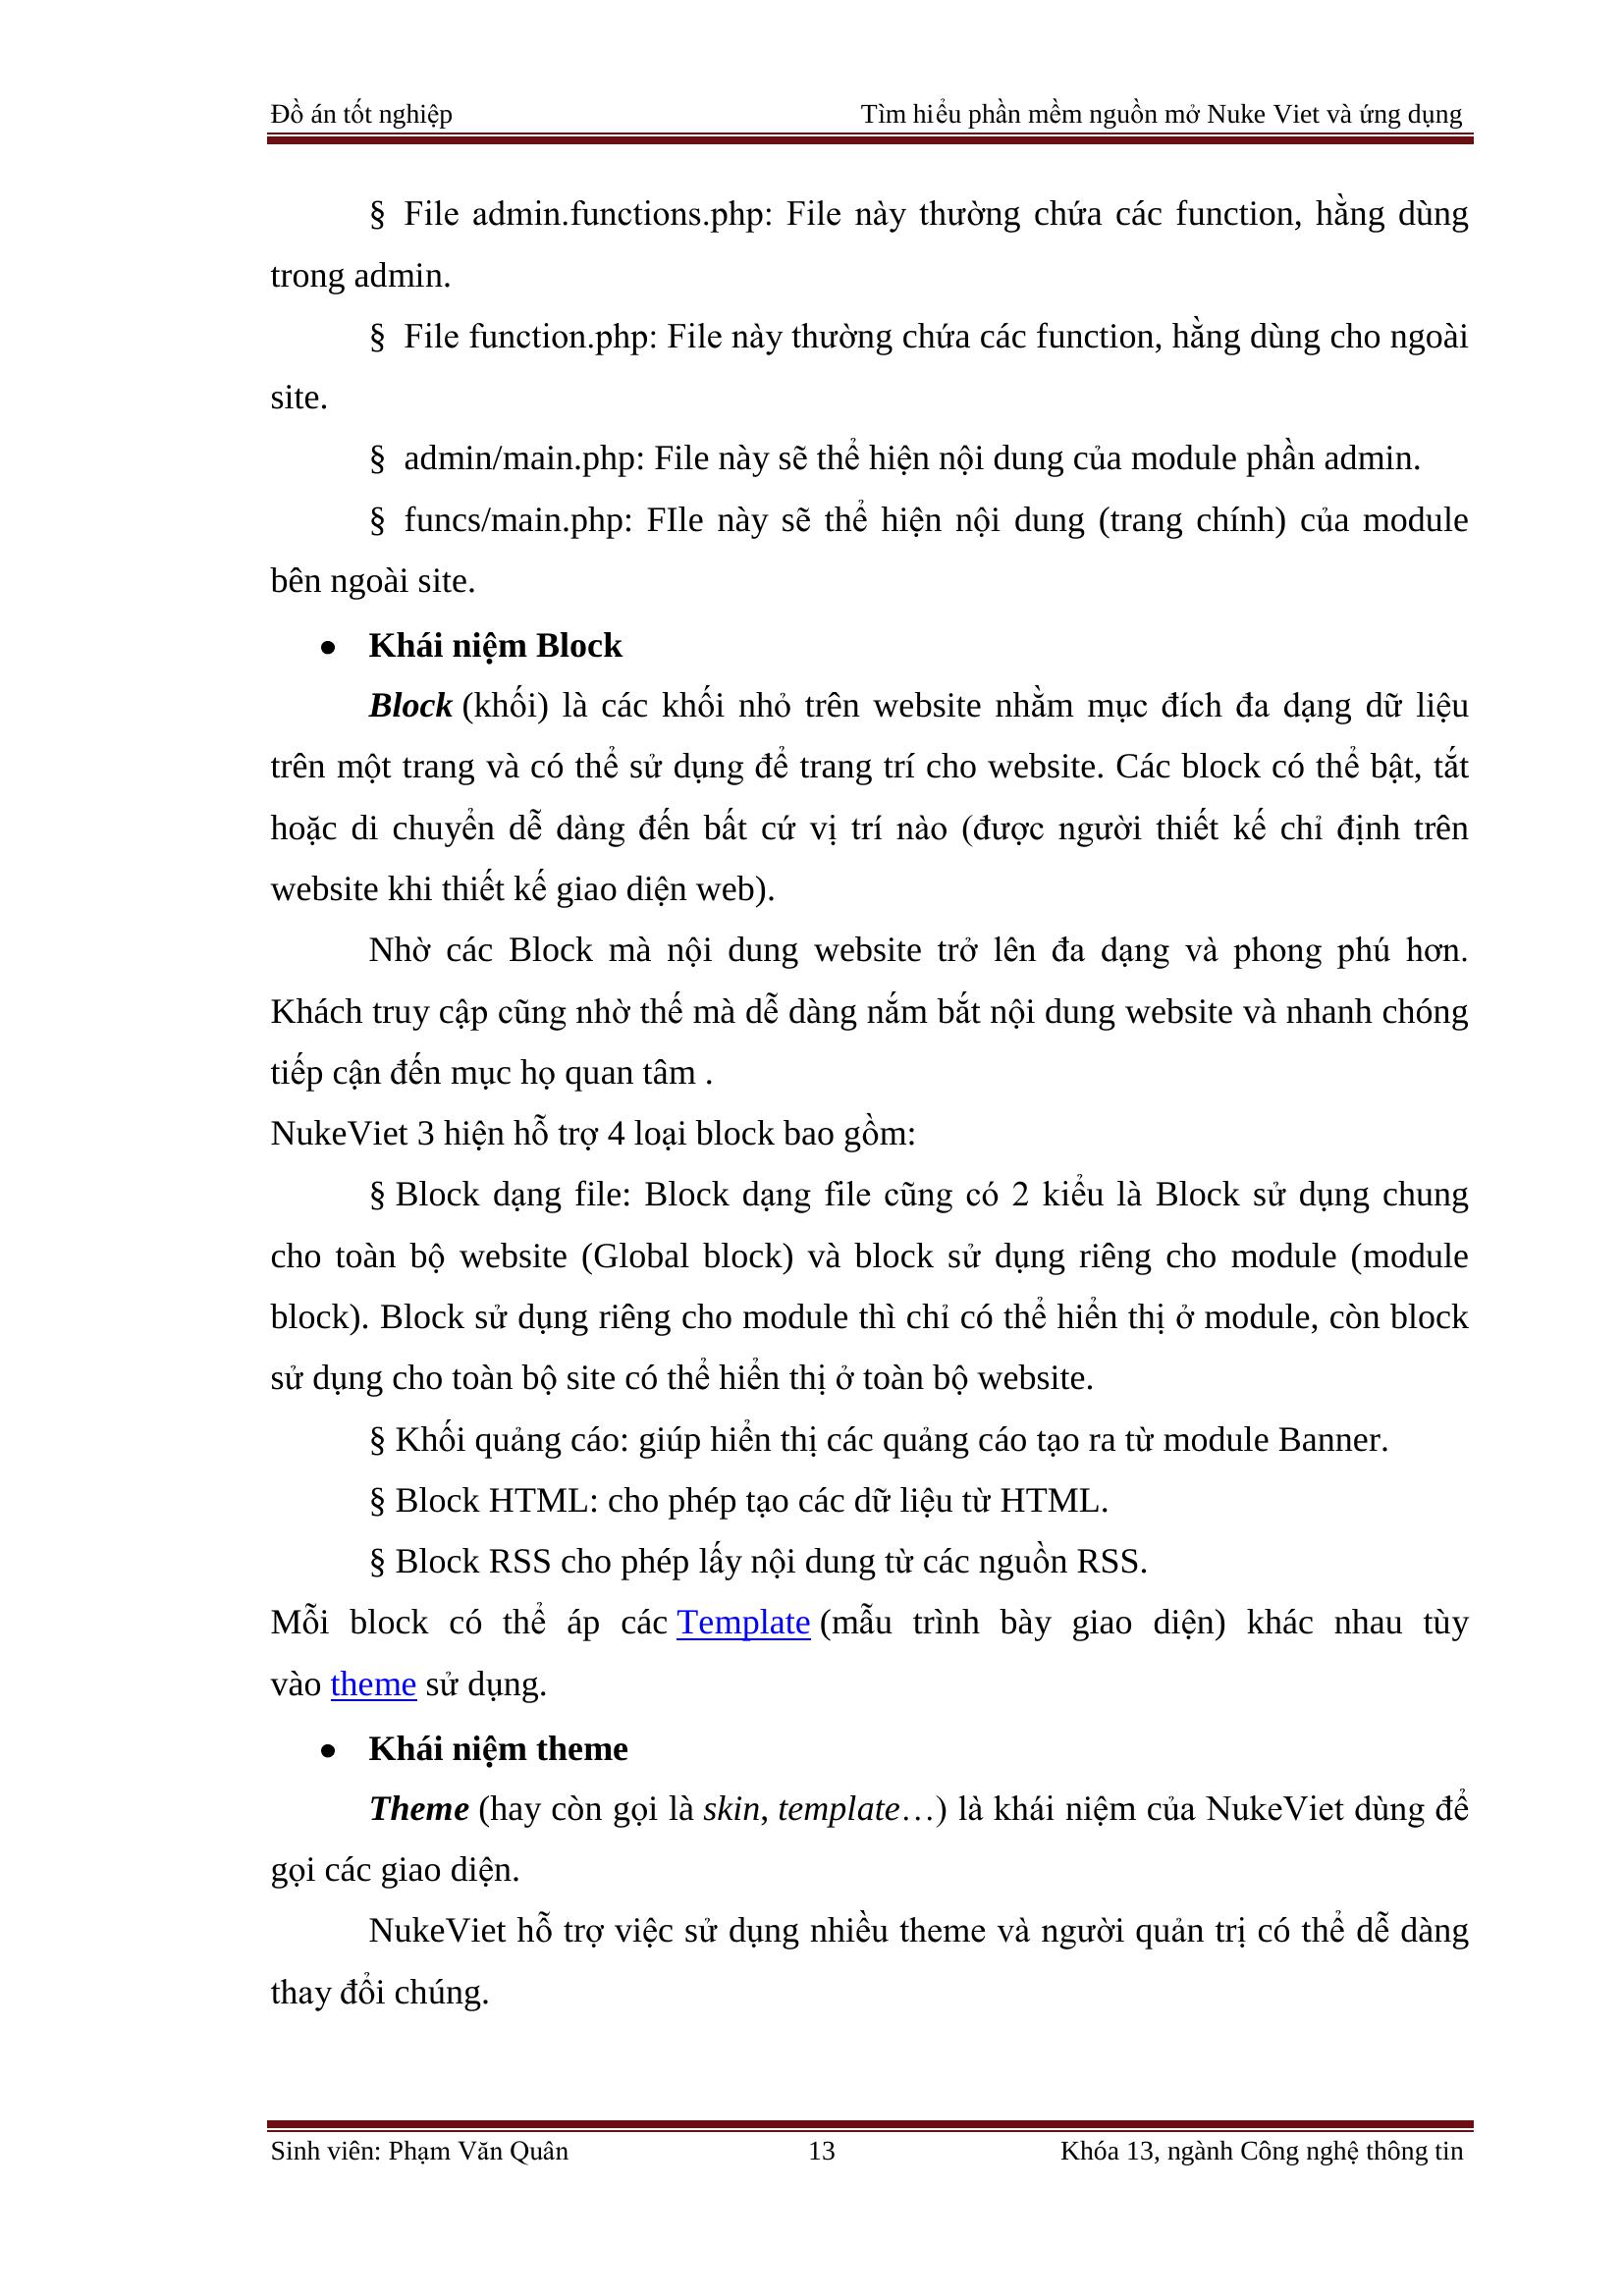 Đồ án tốt nghiệp Tìm hiểu phần mềm nguồn mở Nuke Viet và ứng dụng
§ File admin.functions.php: File này thường chứa các function, hằng dùng
trong admin.
§ File function.php: File này thường chứa các function, hằng dùng cho ngoài
site.
§ admin/main.php: File này sẽ thể hiện nội dung của module phần admin.
§ funcs/main.php: FIle này sẽ thể hiện nội dung (trang chính) của module
bên ngoài site.
● Khái niệm Block
Block (khối) là các khối nhỏ trên website nhằm mục đích đa dạng dữ liệu
trên một trang và có thể sử dụng để trang trí cho website. Các block có thể bật, tắt
hoặc di chuyển dễ dàng đến bất cứ vị trí nào (được người thiết kế chỉ định trên
website khi thiết kế giao diện web).
Nhờ các Block mà nội dung website trở lên đa dạng và phong phú hơn.
Khách truy cập cũng nhờ thế mà dễ dàng nắm bắt nội dung website và nhanh chóng
tiếp cận đến mục họ quan tâm .
NukeViet 3 hiện hỗ trợ 4 loại block bao gồm:
§ Block dạng file: Block dạng file cũng có 2 kiểu là Block sử dụng chung
cho toàn bộ website (Global block) và block sử dụng riêng cho module (module
block). Block sử dụng riêng cho module thì chỉ có thể hiển thị ở module, còn block
sử dụng cho toàn bộ site có thể hiển thị ở toàn bộ website.
§ Khối quảng cáo: giúp hiển thị các quảng cáo tạo ra từ module Banner.
§ Block HTML: cho phép tạo các dữ liệu từ HTML.
§ Block RSS cho phép lấy nội dung từ các nguồn RSS.
Mỗi block có thể áp các Template (mẫu trình bày giao diện) khác nhau tùy
vào theme sử dụng.
● Khái niệm theme
Theme (hay còn gọi là skin, template…) là khái niệm của NukeViet dùng để
gọi các giao diện.
NukeViet hỗ trợ việc sử dụng nhiều theme và người quản trị có thể dễ dàng
thay đổi chúng.
Sinh viên: Phạm Văn Quân 13 Khóa 13, ngành Công nghệ thông tin